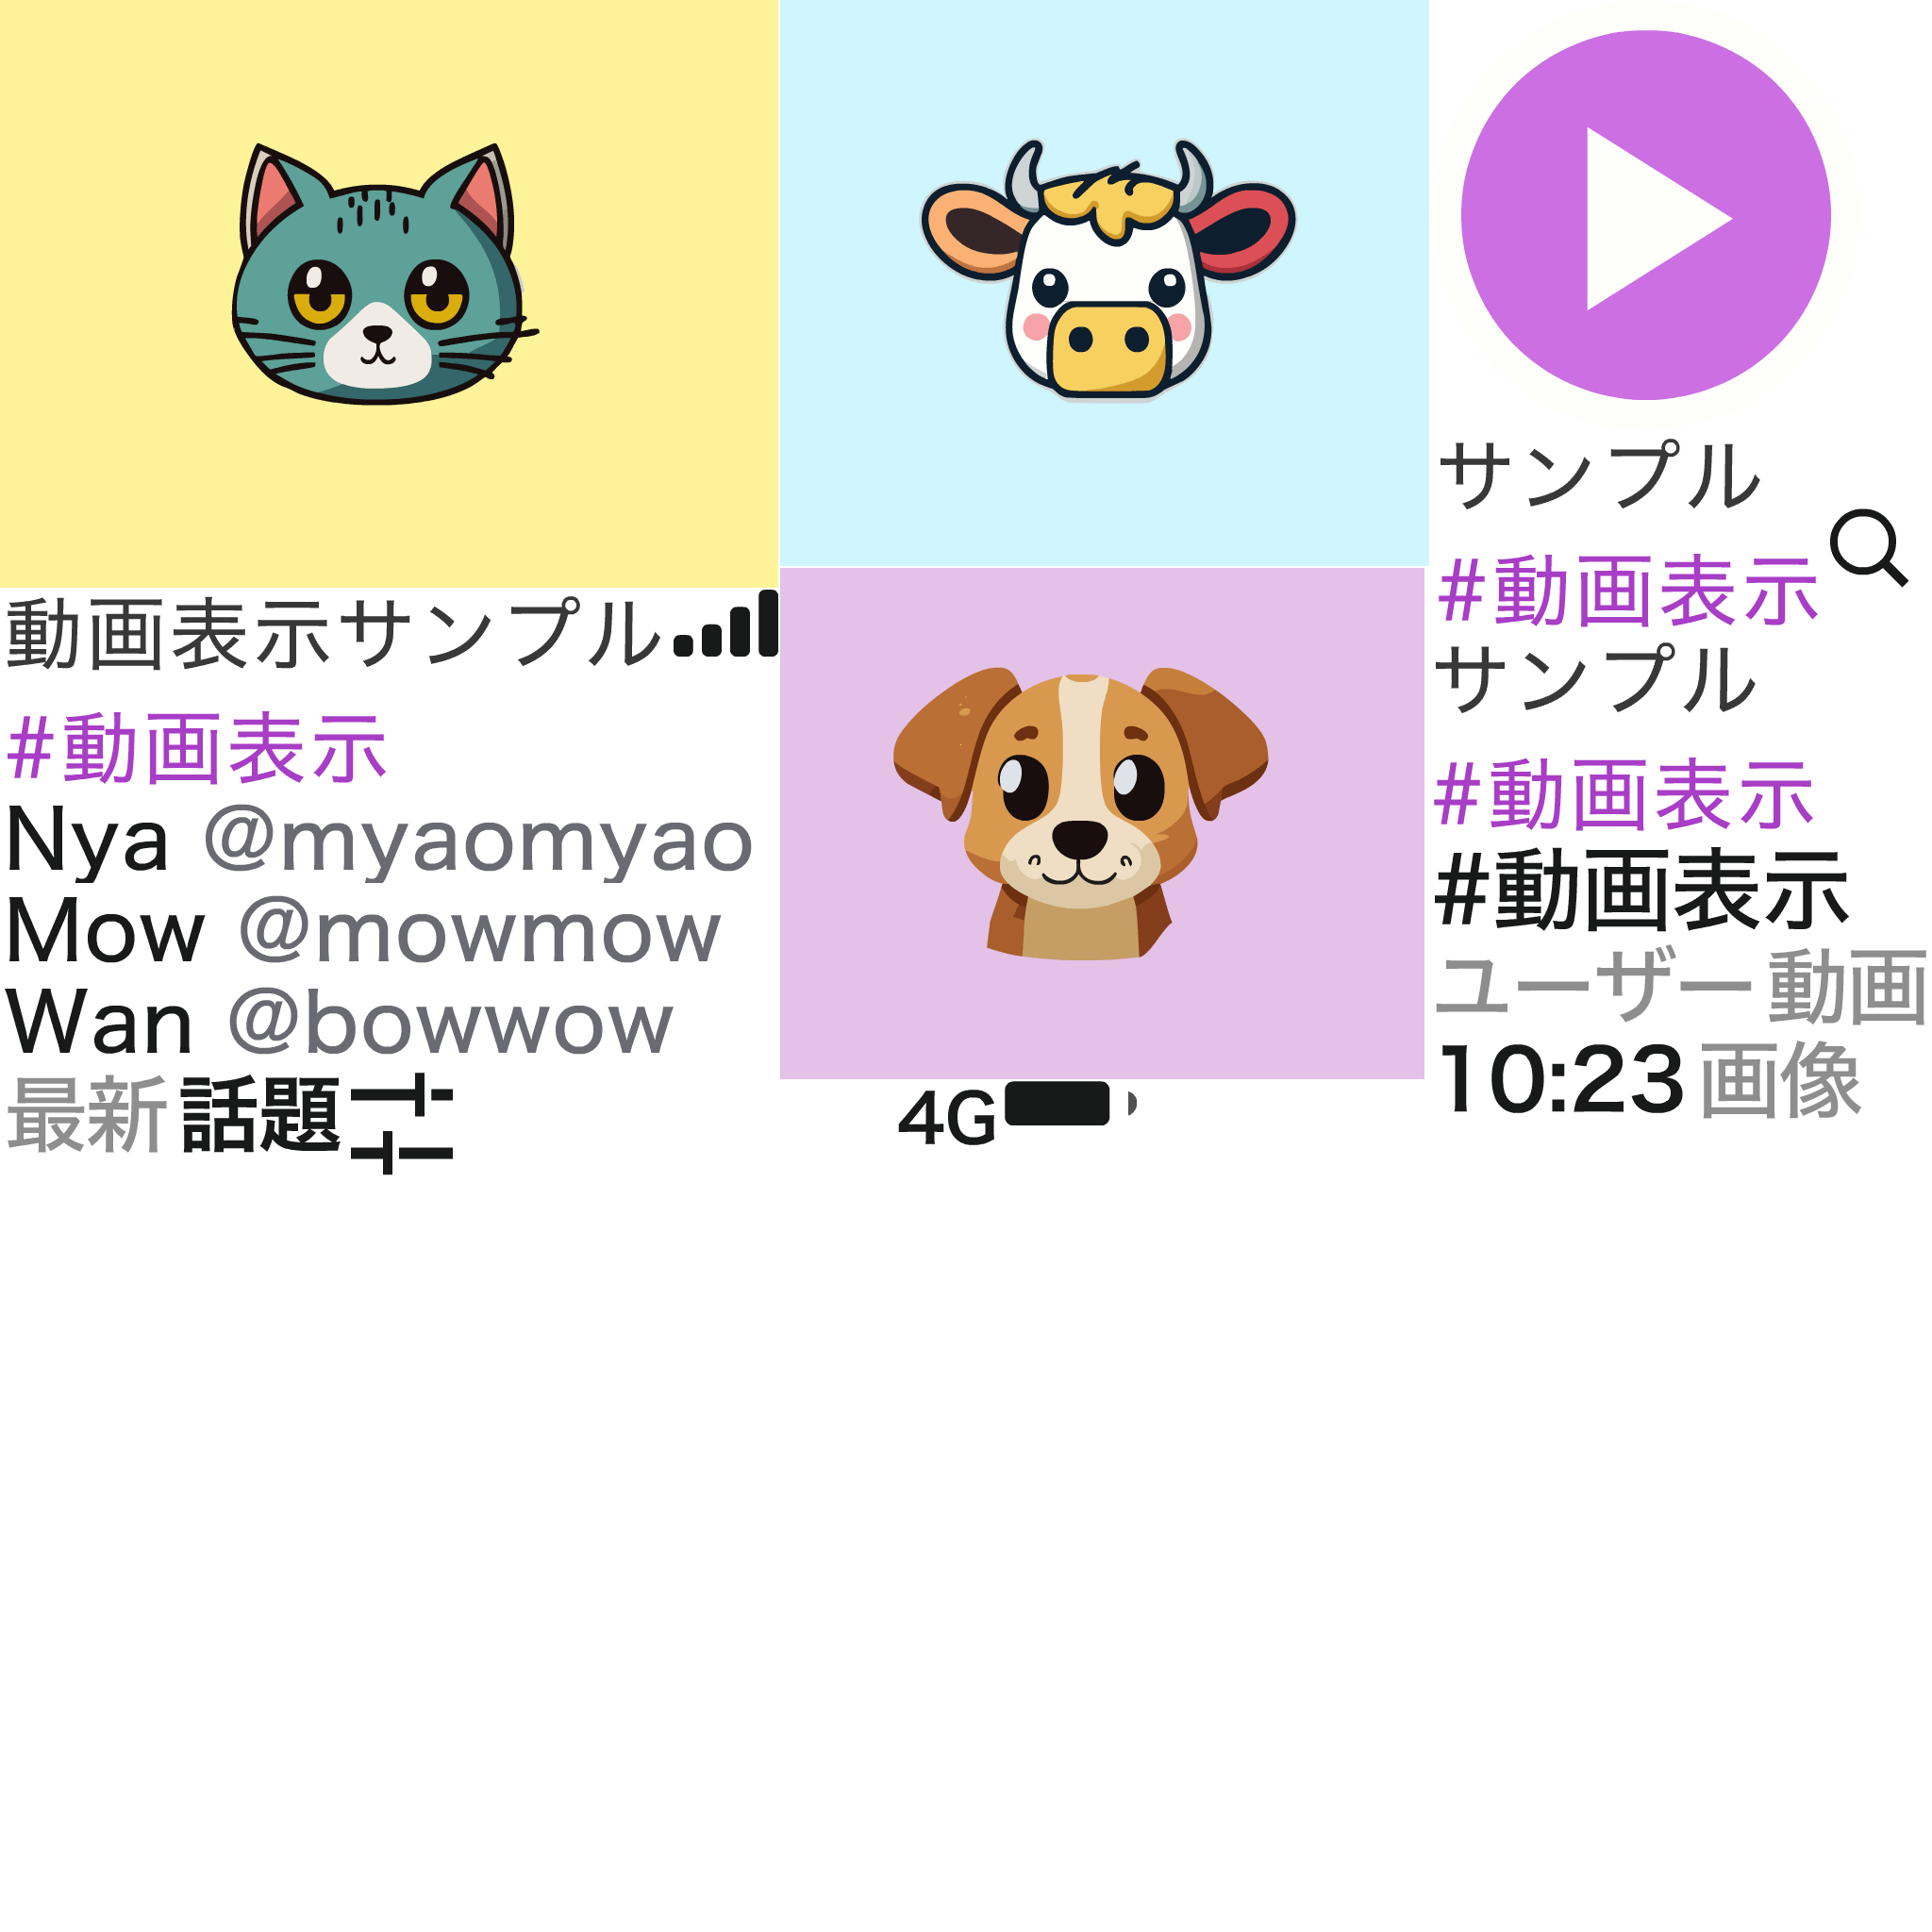 動画表示サンプル
#動画表示
Nya @myaomyao
Mow @mowmow
Wan @bowwow
最新 話題
4G
サンプル
#動画表示
サンプル
#動画表示
#動画表示
ユーザー 動画
10:23 画像